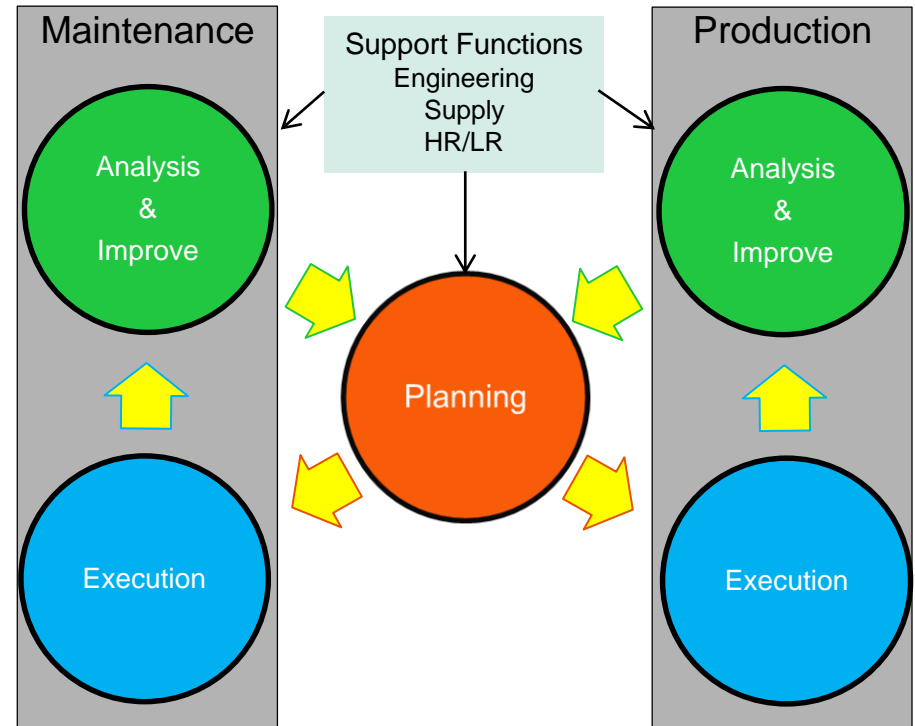 Maintenance
Support Functions
Engineering
Supply
HR/LR
Production
Analysis
&
Improve
Analysis
&
Improve
Planning
Execution
Execution